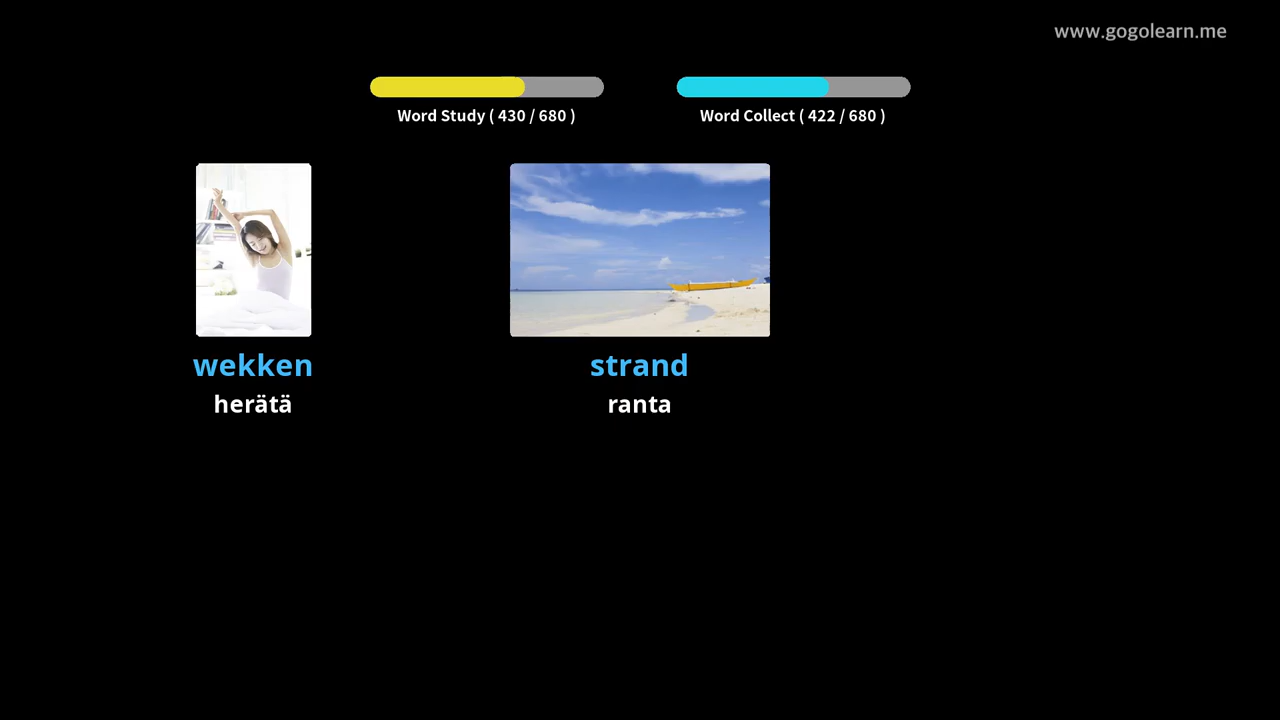 www.gogolearn.me
Word Study ( 430 / 680 )
Word Collect ( 422 / 680 )
wekken
herätä
strand
ranta